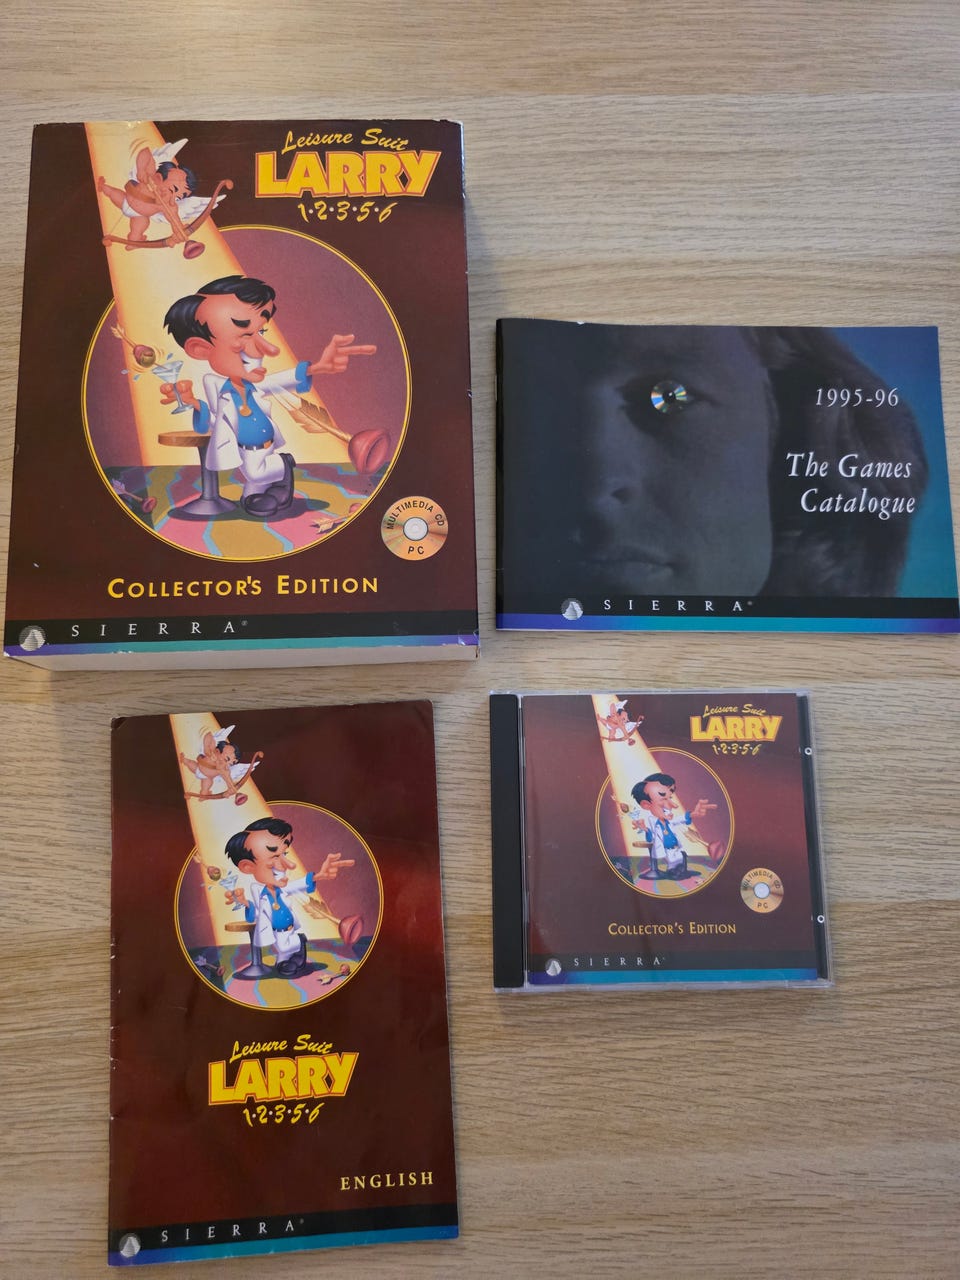 Leisure Suit
LARRY
1·2·3·5·6
MULTIMEDIA CD
PC
COLLECTOR'S EDITION
SIERRA®
1995-96
The Games
Catalogue
SIERRA®
Leisure Suit
LARRY
1·2·3·5·6
ENGLISH
SIERRA®
Leisure Suit
LARRY
1·2·3·5·6
MULTIMEDIA CD
PC
COLLECTOR'S EDITION
SIERRA®